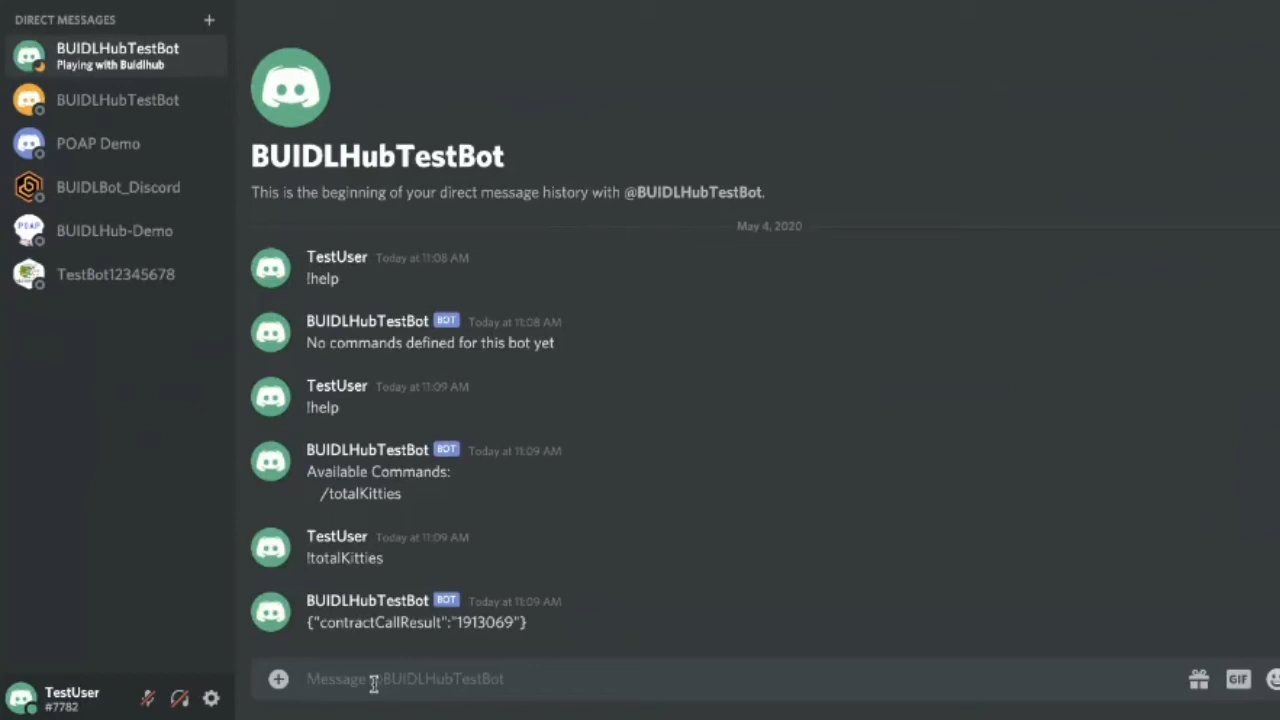 DIRECT MESSAGES
BUIDLHubTestBot
Playing with Buidlhub
BUIDLHubTestBot
POAP Demo
BUIDLBot_Discord
POAP
BUIDLHub-Demo
TestBot12345678
TestUser
#7782
BUIDLHubTestBot
This is the beginning of your direct message history with @BUIDLHubTestBot.
May 4, 2020
TestUser Today at 11:08 AM
!help
BUIDLHubTestBot BOT Today at 11:08 AM
No commands defined for this bot yet
TestUser Today at 11:09 AM
!help
BUIDLHubTestBot BOT Today at 11:09 AM
Available Commands:
/totalKitties
TestUser Today at 11:09 AM
!totalKitties
BUIDLHubTestBot BOT Today at 11:09 AM
{"contractCallResult":"1913069"}
Message @BUIDLHubTestBot
GIF